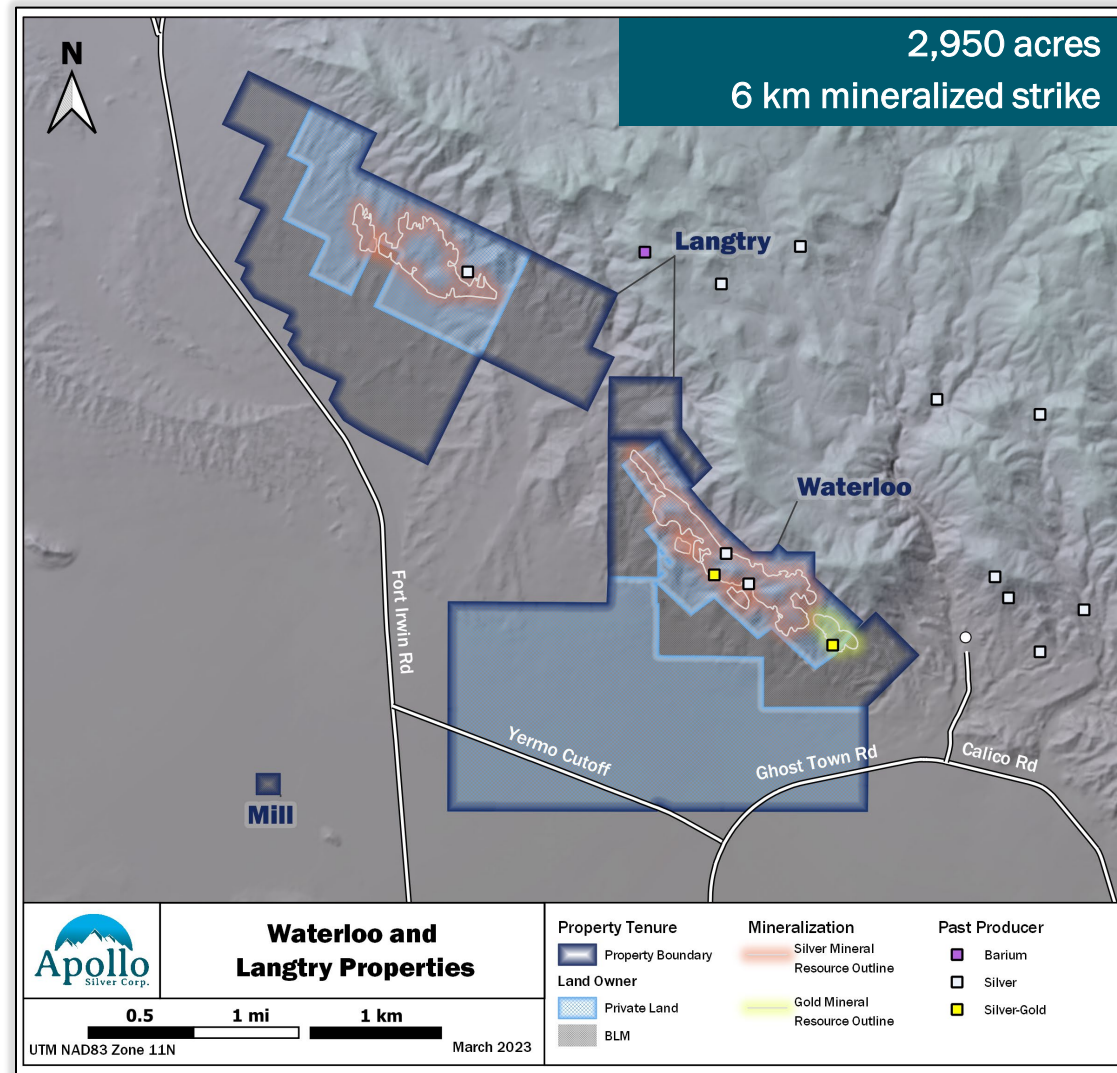 2,950 acres
6 km mineralized strike
N
Langtry
Waterloo
Fort Irwin Rd
Yermo Cutoff
Ghost Town Rd
Calico Rd
Mill
Apollo
Silver Corp.
Waterloo and
Langtry Properties
0.5 1 mi 1 km
UTM NAD83 Zone 11N
March 2023
Property Tenure
Property Boundary
Land Owner
Private Land
BLM
Mineralization
Silver Mineral
Resource Outline
Gold Mineral
Resource Outline
Past Producer
Barium
Silver
Silver-Gold